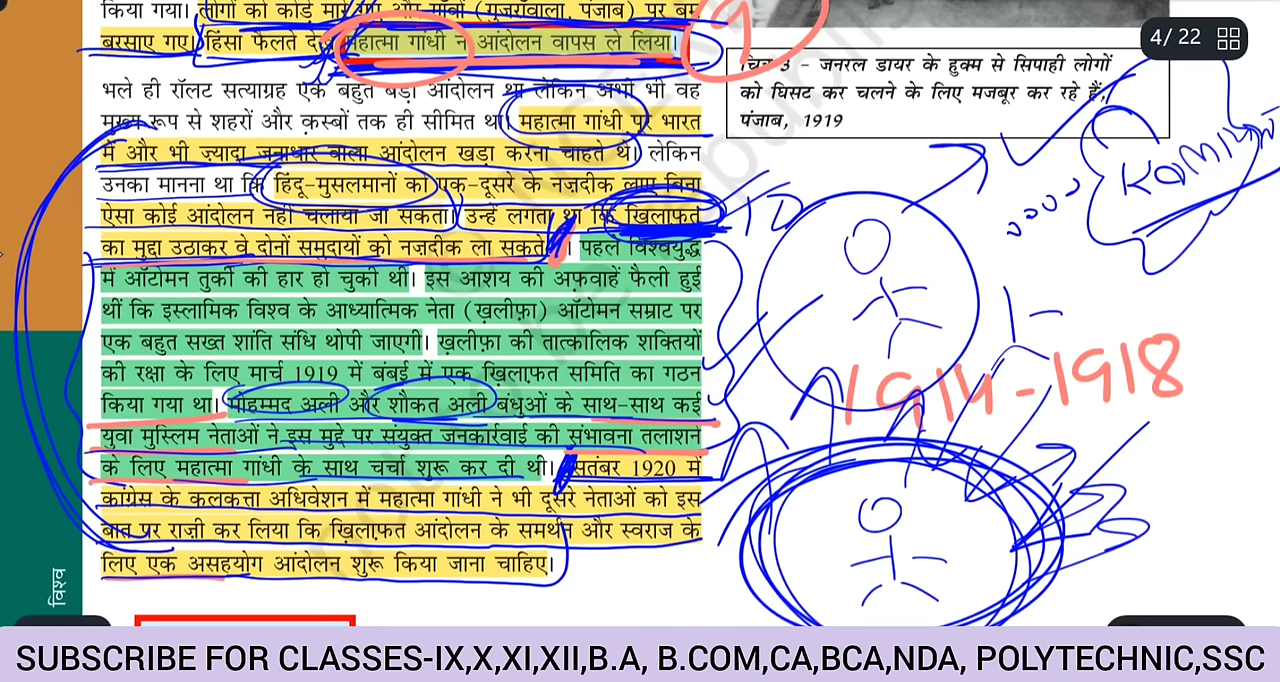 किया गया। लोगों को कोड़े मारे गए और गाँवों (गुजराँवाला, पंजाब) पर बम
बरसाए गए। हिंसा फैलते देख महात्मा गांधी ने आंदोलन वापस ले लिया।
भले ही रॉलट सत्याग्रह एक बहुत बड़ा आंदोलन था लेकिन अभी भी वह
मुख्य रूप से शहरों और क़स्बों तक ही सीमित था। महात्मा गांधी पूरे भारत
में और भी ज़्यादा जनाधार वाला आंदोलन खड़ा करना चाहते थे। लेकिन
उनका मानना था कि हिंदू-मुसलमानों को एक-दूसरे के नज़दीक लाए बिना
ऐसा कोई आंदोलन नहीं चलाया जा सकता। उन्हें लगता था कि ख़िलाफ़त
का मुद्दा उठाकर वे दोनों समुदायों को नज़दीक ला सकते हैं। पहले विश्वयुद्ध
में ऑटोमन तुर्की की हार हो चुकी थी। इस आशय की अफ़वाहें फैली हुई
थीं कि इस्लामिक विश्व के आध्यात्मिक नेता (ख़लीफ़ा) ऑटोमन सम्राट पर
एक बहुत सख्त शांति संधि थोपी जाएगी। ख़लीफ़ा की तात्कालिक शक्तियों
की रक्षा के लिए मार्च 1919 में बंबई में एक ख़िलाफ़त समिति का गठन
किया गया था। मोहम्मद अली और शौकत अली बंधुओं के साथ-साथ कई
युवा मुस्लिम नेताओं ने इस मुद्दे पर संयुक्त जनकार्रवाई की संभावना तलाशने
के लिए महात्मा गांधी के साथ चर्चा शुरू कर दी थी। सितंबर 1920 में
कांग्रेस के कलकत्ता अधिवेशन में महात्मा गांधी ने भी दूसरे नेताओं को इस
बात पर राज़ी कर लिया कि ख़िलाफ़त आंदोलन के समर्थन और स्वराज के
लिए एक असहयोग आंदोलन शुरू किया जाना चाहिए।
4/ 22
चित्र 3 - जनरल डायर के हुक्म से सिपाही लोगों
को घिसट कर चलने के लिए मजबूर कर रहे हैं,
पंजाब, 1919
1914-1918
विश्व
SUBSCRIBE FOR CLASSES-IX,X,XI,XII,B.A, B.COM,CA,BCA,NDA, POLYTECHNIC,SSC